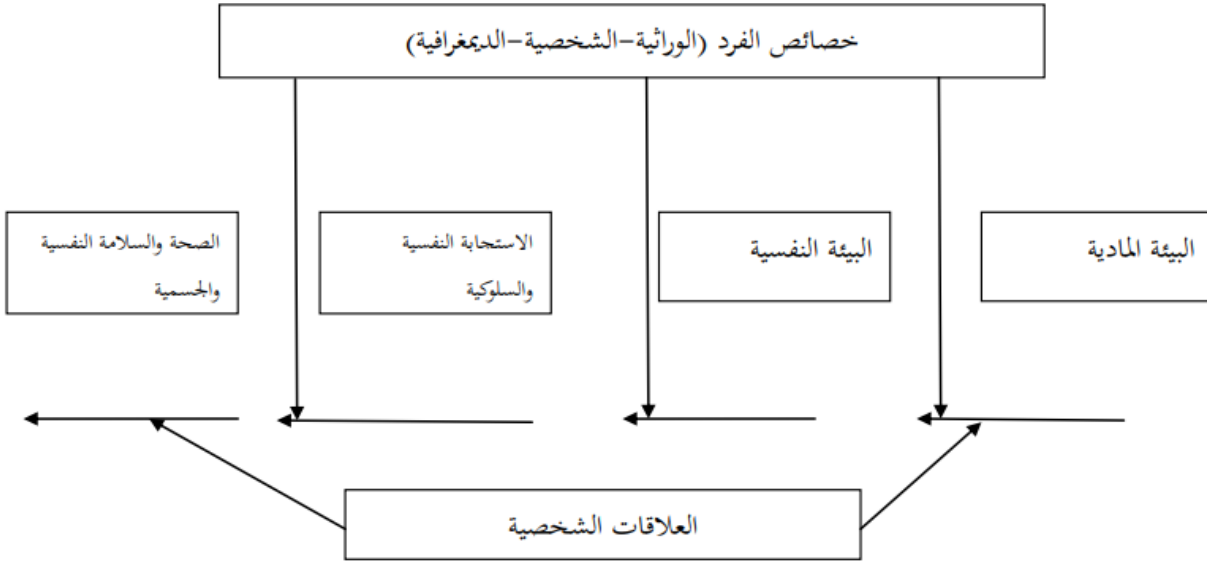 خصائص الفرد (الوراثية-الشخصية-الديمغرافية)
البيئة المادية
البيئة النفسية
الاستجابة النفسية
والسلوكية
الصحة والسلامة النفسية
والجسمية
العلاقات الشخصية